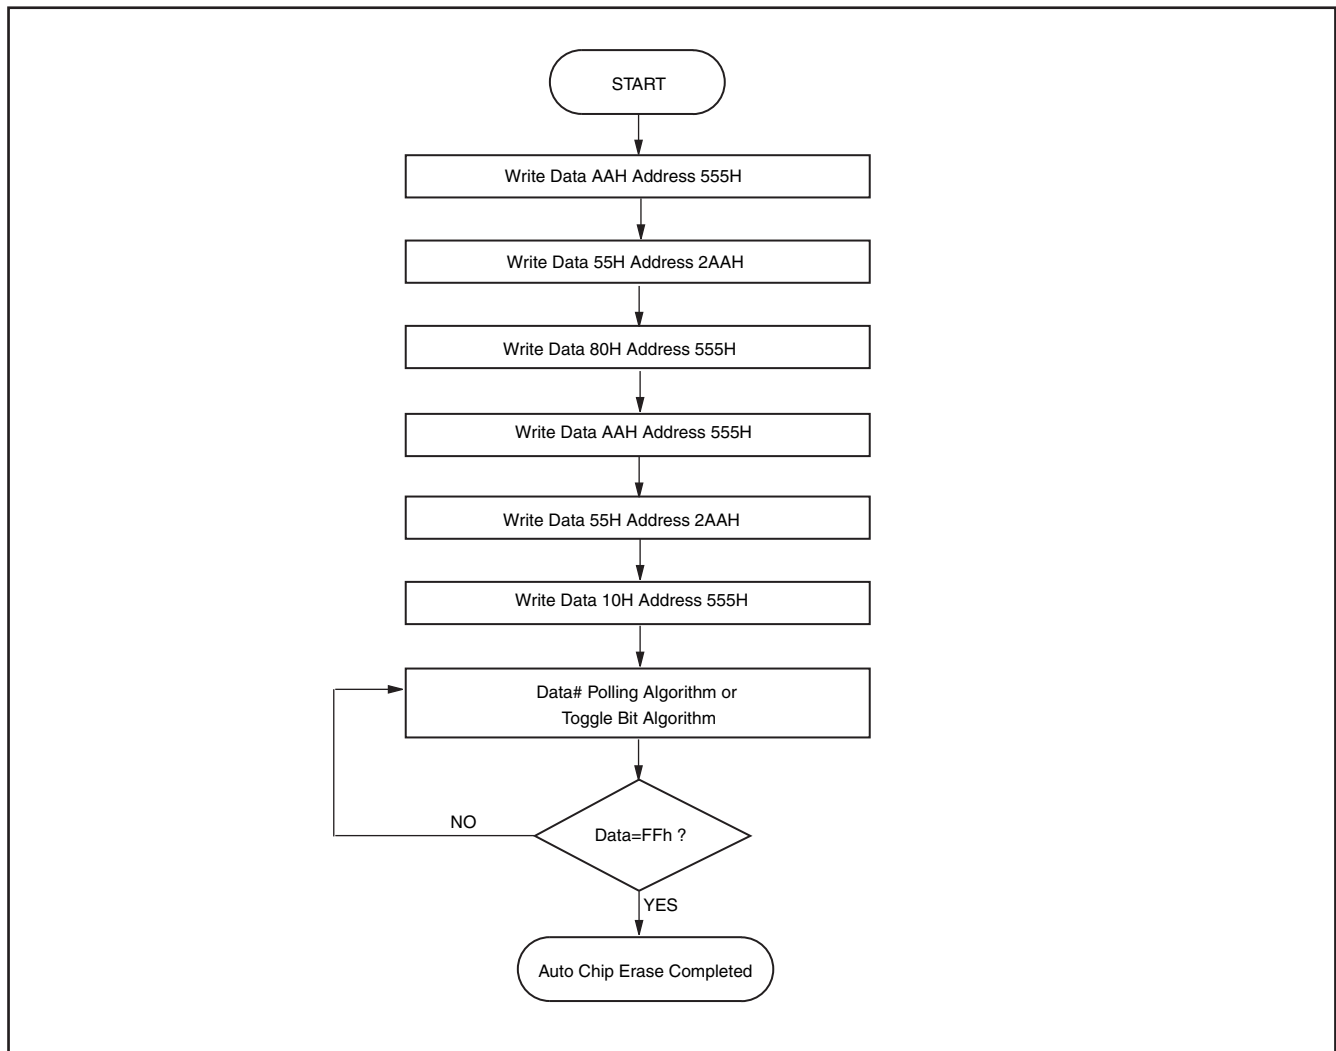 START
Write Data AAH Address 555H
Write Data 55H Address 2AAH
Write Data 80H Address 555H
Write Data AAH Address 555H
Write Data 55H Address 2AAH
Write Data 10H Address 555H
Data# Polling Algorithm or
Toggle Bit Algorithm
NO
Data=FFh ?
YES
Auto Chip Erase Completed